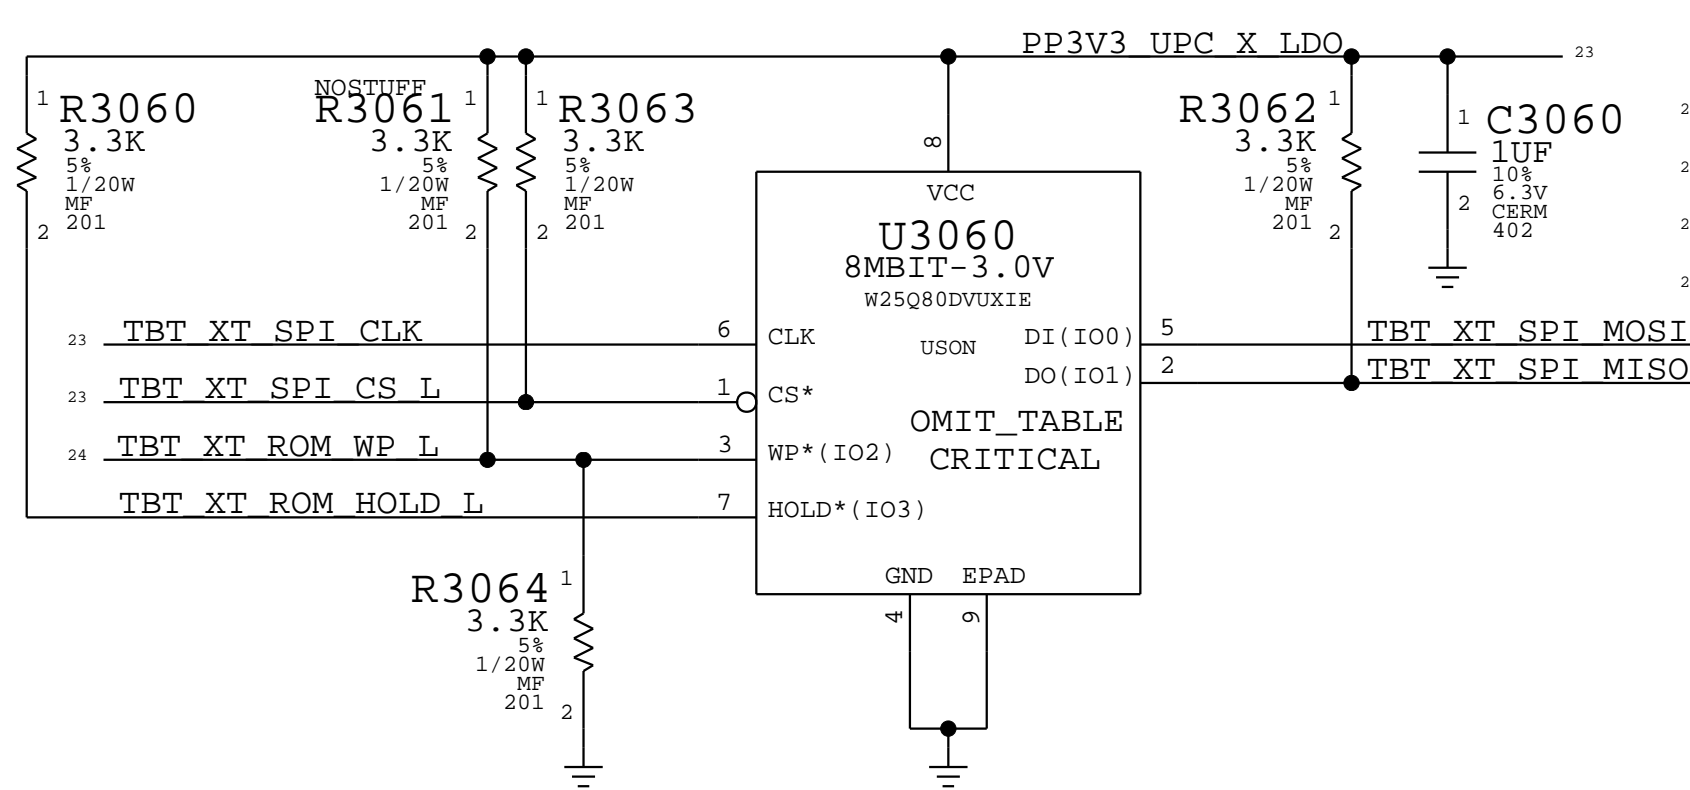 PP3V3_UPC_X_LDO
23
NOSTUFF
1
R3060
3.3K
5%
1/20W
MF
201
2
R3061
1
3.3K
5%
1/20W
MF
201
2
1
R3063
3.3K
5%
1/20W
MF
201
2
8
VCC
U3060
8MBIT-3.0V
W25Q80DVUXIE
USON
OMIT_TABLE
CRITICAL
R3062
1
3.3K
5%
1/20W
MF
201
2
1
C3060
1UF
10%
6.3V
CERM
402
2
2
2
2
2
23
TBT_XT_SPI_CLK
6
CLK
23
TBT_XT_SPI_CS_L
1
CS*
24
TBT_XT_ROM_WP_L
3
WP*(IO2)
TBT_XT_ROM_HOLD_L
7
HOLD*(IO3)
DI(IO0)
5
TBT_XT_SPI_MOSI
DO(IO1)
2
TBT_XT_SPI_MISO
GND
EPAD
4
9
R3064
1
3.3K
5%
1/20W
MF
201
2